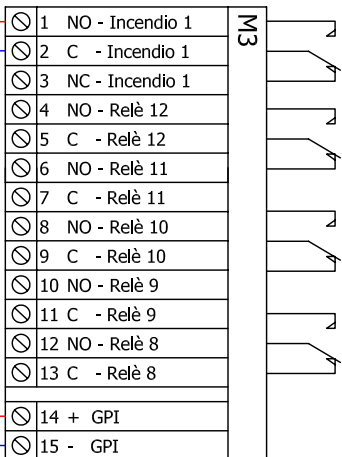 M3
1 NO - Incendio 1
2 C - Incendio 1
3 NC - Incendio 1
4 NO - Relè 12
5 C - Relè 12
6 NO - Relè 11
7 C - Relè 11
8 NO - Relè 10
9 C - Relè 10
10 NO - Relè 9
11 C - Relè 9
12 NO - Relè 8
13 C - Relè 8
14 + GPI
15 - GPI